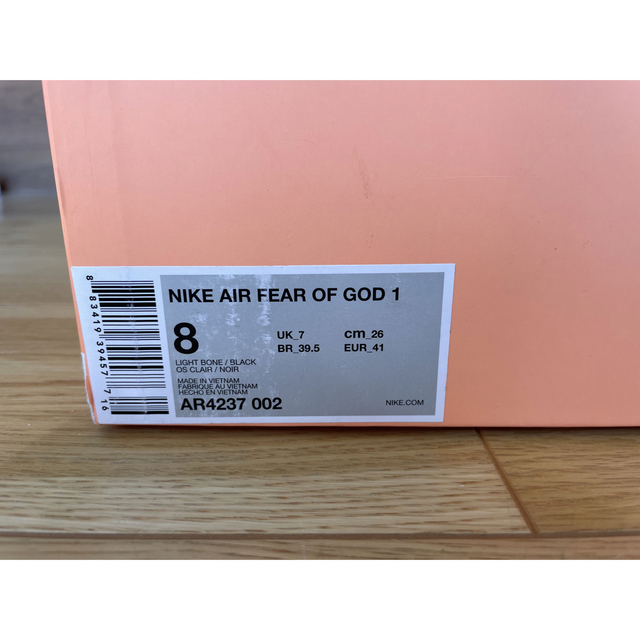 NIKE AIR FEAR OF GOD 1
8
UK_7 cm_26
BR_39.5 EUR_41
LIGHT BONE / BLACK
OS CLAIR / NOIR
MADE IN VIETNAM
FABRIQUE AU VIETNAM
HECHO EN VIETNAM
AR4237 002
NIKE.COM
8 83419 39457 7 16